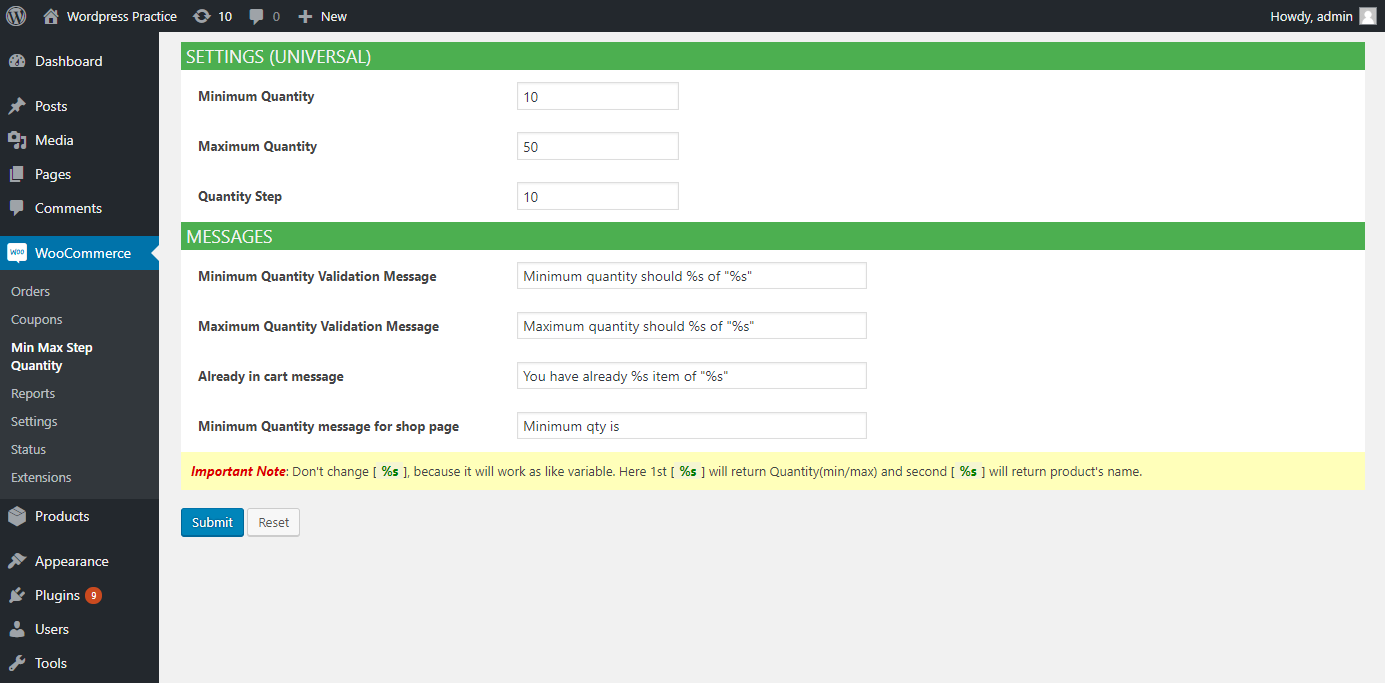 Wordpress Practice 10 0 New Howdy, admin
Dashboard
Posts
Media
Pages
Comments
WOO WooCommerce
Orders
Coupons
Min Max Step
Quantity
Reports
Settings
Status
Extensions
Products
Appearance
Plugins 9
Users
Tools
SETTINGS (UNIVERSAL)
Minimum Quantity 10
Maximum Quantity 50
Quantity Step 10
MESSAGES
Minimum Quantity Validation Message Minimum quantity should %s of "%s"
Maximum Quantity Validation Message Maximum quantity should %s of "%s"
Already in cart message You have already %s item of "%s"
Minimum Quantity message for shop page Minimum qty is
Important Note: Don't change [ %s ], because it will work as like variable. Here 1st [ %s ] will return Quantity(min/max) and second [ %s ] will return product's name.
Submit Reset